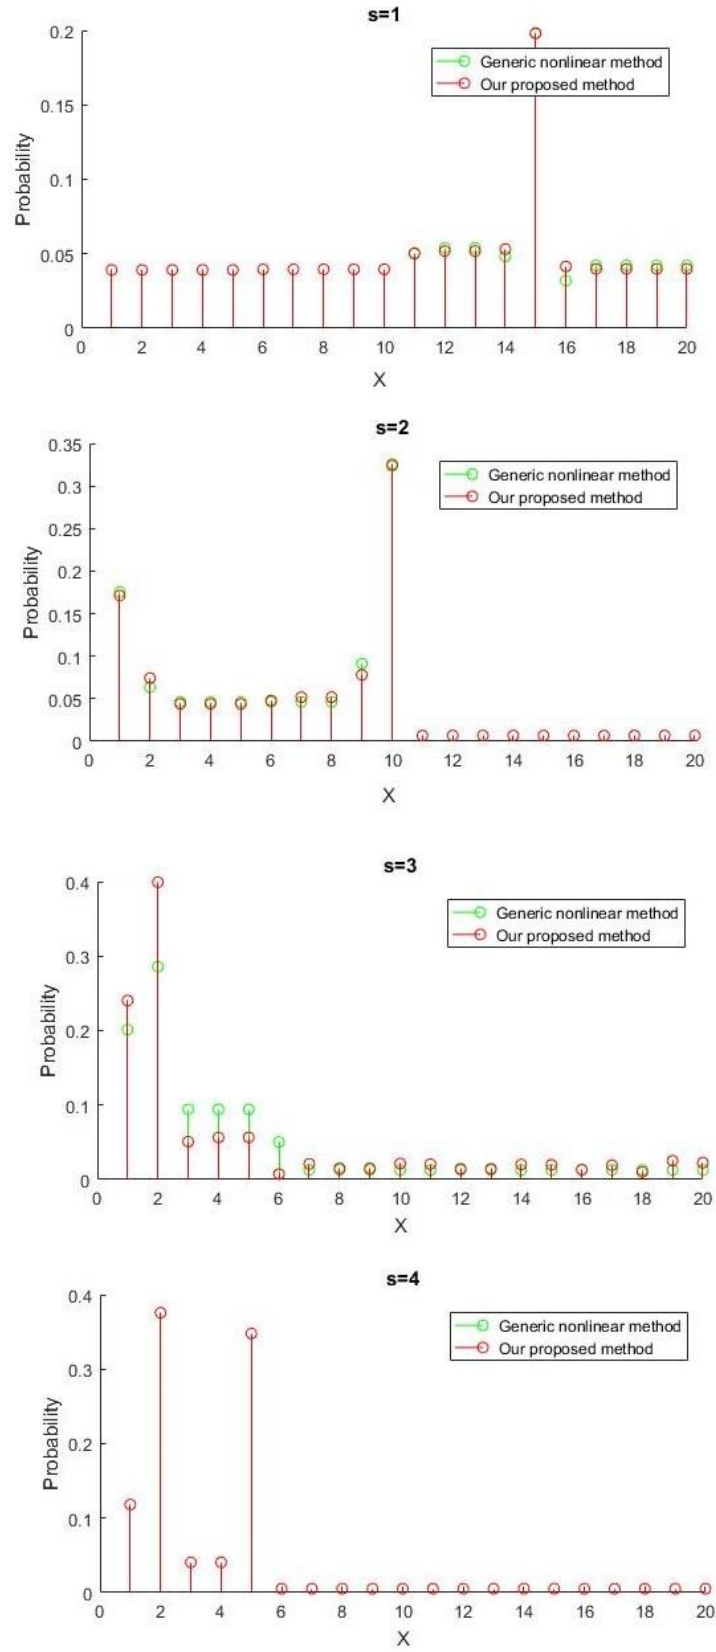 s=1
0.2
Generic nonlinear method
Our proposed method
0.15
Probability
0.1
0.05
0
0 2 4 6 8 10 12 14 16 18 20
X
s=2
0.35
Generic nonlinear method
0.3
Our proposed method
0.25
0.2
Probability
0.15
0.1
0.05
0
0 2 4 6 8 10 12 14 16 18 20
X
s=3
0.4
Generic nonlinear method
Our proposed method
0.3
Probability
0.2
0.1
0
0 2 4 6 8 10 12 14 16 18 20
X
s=4
0.4
Generic nonlinear method
Our proposed method
0.3
Probability
0.2
0.1
0
0 2 4 6 8 10 12 14 16 18 20
X